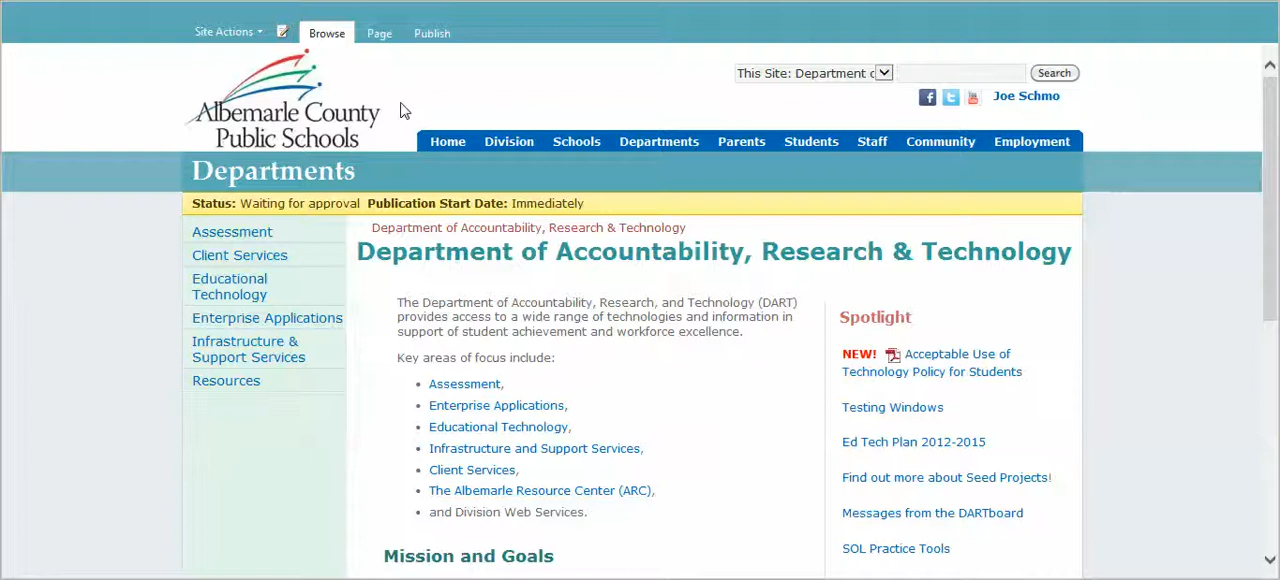 Site Actions
Browse
Page
Publish
This Site: Department o
Search
Joe Schmo
Albemarle County
Public Schools
Home
Division
Schools
Departments
Parents
Students
Staff
Community
Employment
Departments
Status: Waiting for approval Publication Start Date: Immediately
Assessment
Client Services
Educational
Technology
Enterprise Applications
Infrastructure &
Support Services
Resources
Department of Accountability, Research & Technology
Department of Accountability, Research & Technology
The Department of Accountability, Research, and Technology (DART)
provides access to a wide range of technologies and information in
support of student achievement and workforce excellence.
Key areas of focus include:
• Assessment,
• Enterprise Applications,
• Educational Technology,
• Infrastructure and Support Services,
• Client Services,
• The Albemarle Resource Center (ARC),
• and Division Web Services.
Mission and Goals
Spotlight
NEW! Acceptable Use of
Technology Policy for Students
Testing Windows
Ed Tech Plan 2012-2015
Find out more about Seed Projects!
Messages from the DARTboard
SOL Practice Tools